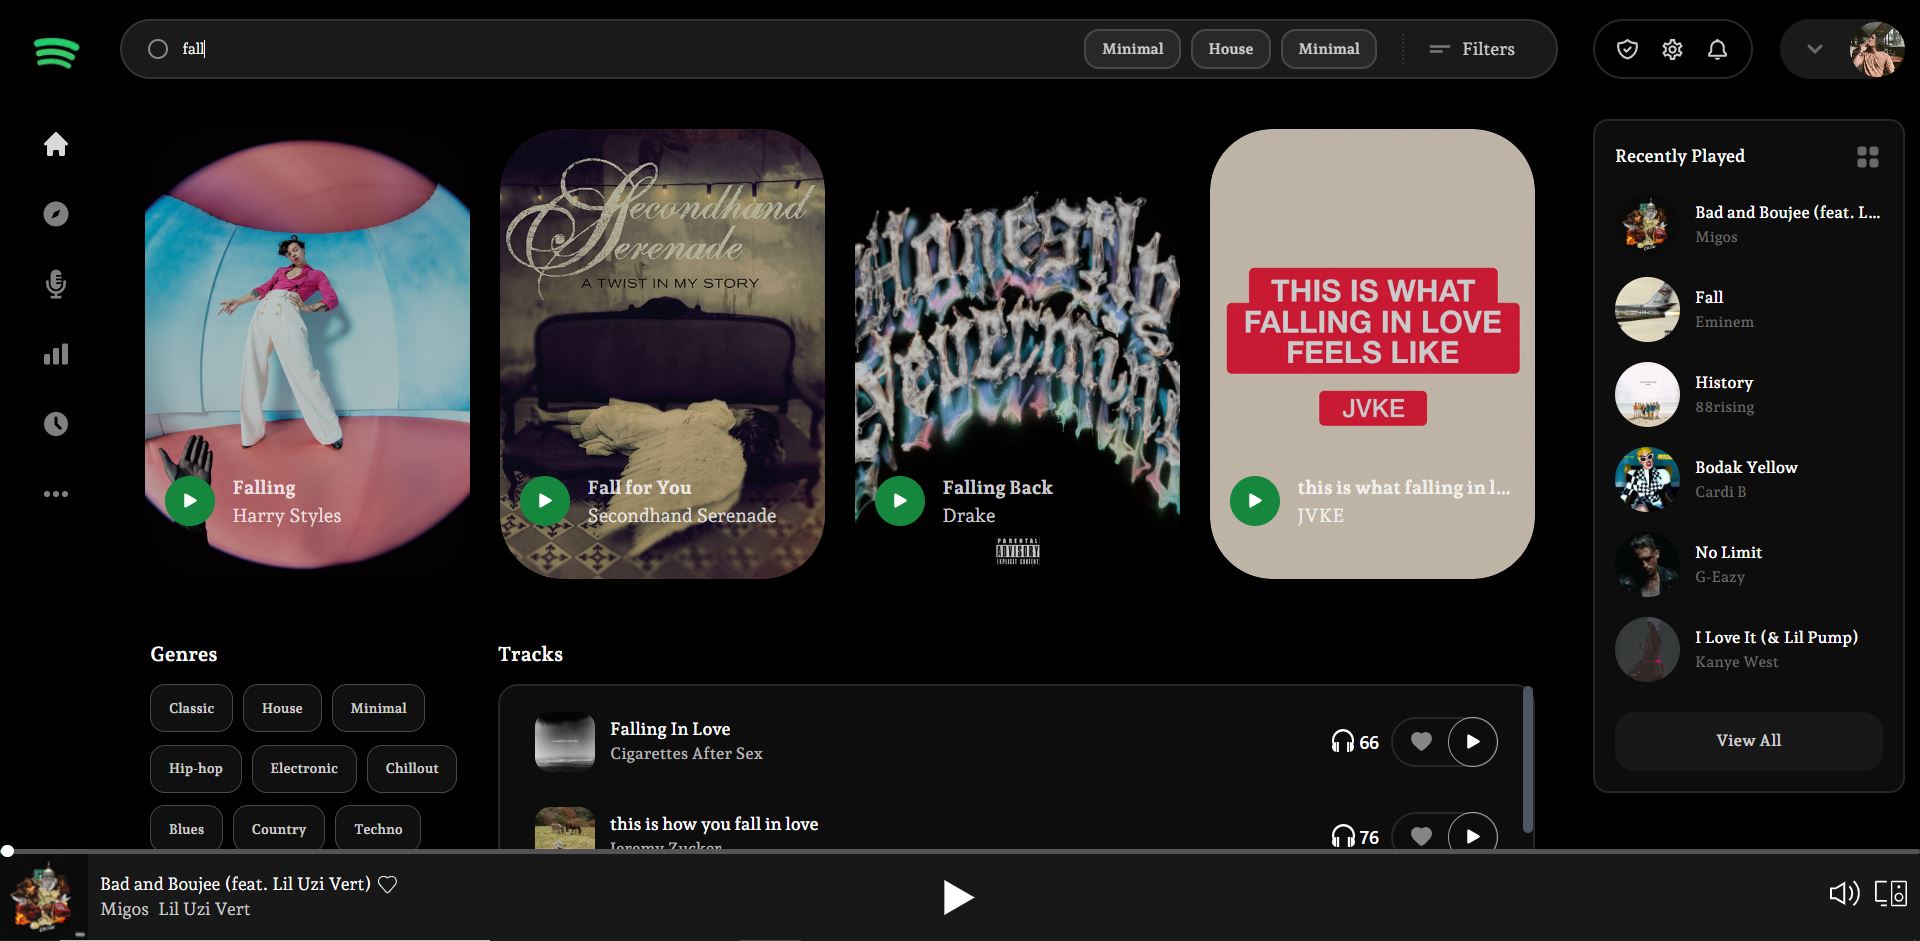 fall
Minimal
House
Minimal
Filters
Secondhand
Serenade
A TWIST IN MY STORY
Honestly
Nevermind
THIS IS WHAT
FALLING IN LOVE
FEELS LIKE
JVKE
Falling
Harry Styles
Fall for You
Secondhand Serenade
Falling Back
Drake
PARENTAL
ADVISORY
EXPLICIT CONTENT
this is what falling in l...
JVKE
Recently Played
Bad and Boujee (feat. L...
Migos
Fall
Eminem
History
88rising
Bodak Yellow
Cardi B
No Limit
G-Eazy
I Love It (& Lil Pump)
Kanye West
View All
Genres
Classic
House
Minimal
Hip-hop
Electronic
Chillout
Blues
Country
Techno
Tracks
Falling In Love
Cigarettes After Sex
66
this is how you fall in love
Jeremy Zucker
76
Bad and Boujee (feat. Lil Uzi Vert)
Migos Lil Uzi Vert